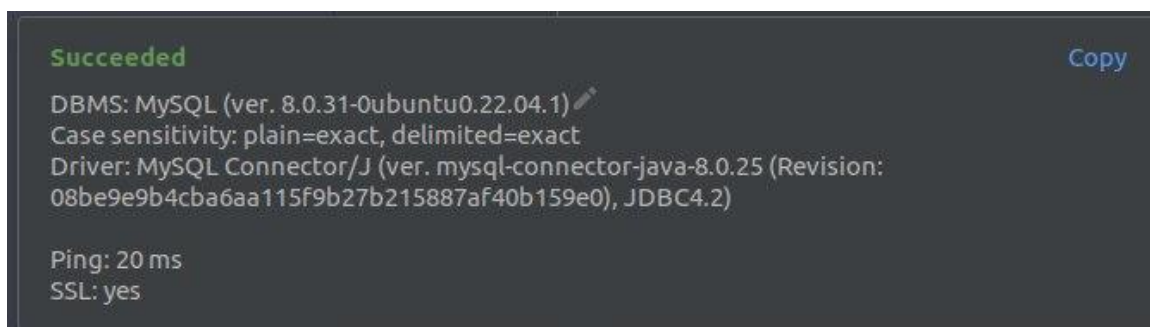 Succeeded
Copy
DBMS: MySQL (ver. 8.0.31-0ubuntu0.22.04.1)
Case sensitivity: plain=exact, delimited=exact
Driver: MySQL Connector/J (ver. mysql-connector-java-8.0.25 (Revision:
08be9e9b4cba6aa115f9b27b215887af40b159e0), JDBC4.2)
Ping: 20 ms
SSL: yes